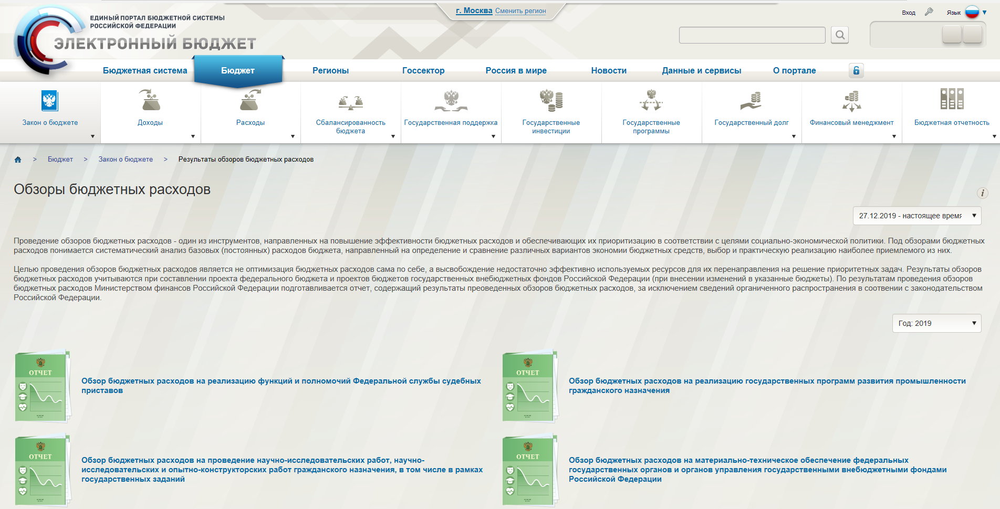 г. Москва Сменить регион
Вход
Язык
ЕДИНЫЙ ПОРТАЛ БЮДЖЕТНОЙ СИСТЕМЫ
РОССИЙСКОЙ ФЕДЕРАЦИИ
ЭЛЕКТРОННЫЙ БЮДЖЕТ
Бюджетная система Бюджет Регионы Госсектор Россия в мире Новости Данные и сервисы О портале
Закон о бюджете
Доходы
Расходы
Сбалансированность
бюджета
Государственная поддержка
Государственные
инвестиции
Государственные
программы
Государственный долг
Финансовый менеджмент
Бюджетная отчетность
> Бюджет > Закон о бюджете > Результаты обзоров бюджетных расходов
Обзоры бюджетных расходов
i
27.12.2019 - настоящее время
Проведение обзоров бюджетных расходов - один из инструментов, направленных на повышение эффективности бюджетных расходов и обеспечивающих их приоритизацию в соответствии с целями социально-экономической политики. Под обзорами бюджетных
расходов понимается систематический анализ базовых (постоянных) расходов бюджета, направленный на определение и сравнение различных вариантов экономии бюджетных средств, выбор и практическую реализацию наиболее приемлемого из них.
Целью проведения обзоров бюджетных расходов является не оптимизация бюджетных расходов сама по себе, а высвобождение недостаточно эффективно используемых ресурсов для их перенаправления на решение приоритетных задач. Результаты обзоров
бюджетных расходов учитываются при составлении проекта федерального бюджета и проектов бюджетов государственных внебюджетных фондов Российской Федерации (при внесении изменений в указанные бюджеты). По результатам проведения обзоров
бюджетных расходов Министерством финансов Российской Федерации подготавливается отчет, содержащий результаты преоведенных обзоров бюджетных расходов, за исключением сведений органиченного распространения в соотвении с законодательством
Российской Федерации.
Год: 2019
ОТЧЕТ
Обзор бюджетных расходов на реализацию функций и полномочий Федеральной службы судебных
приставов
ОТЧЕТ
Обзор бюджетных расходов на реализацию государственных программ развития промышленности
гражданского назначения
ОТЧЕТ
Обзор бюджетных расходов на проведение научно-исследовательских работ, научно-
исследовательских и опытно-конструкторских работ гражданского назначения, в том числе в рамках
государственных заданий
ОТЧЕТ
Обзор бюджетных расходов на материально-техническое обеспечение федеральных
государственных органов и органов управления государственными внебюджетными фондами
Российской Федерации